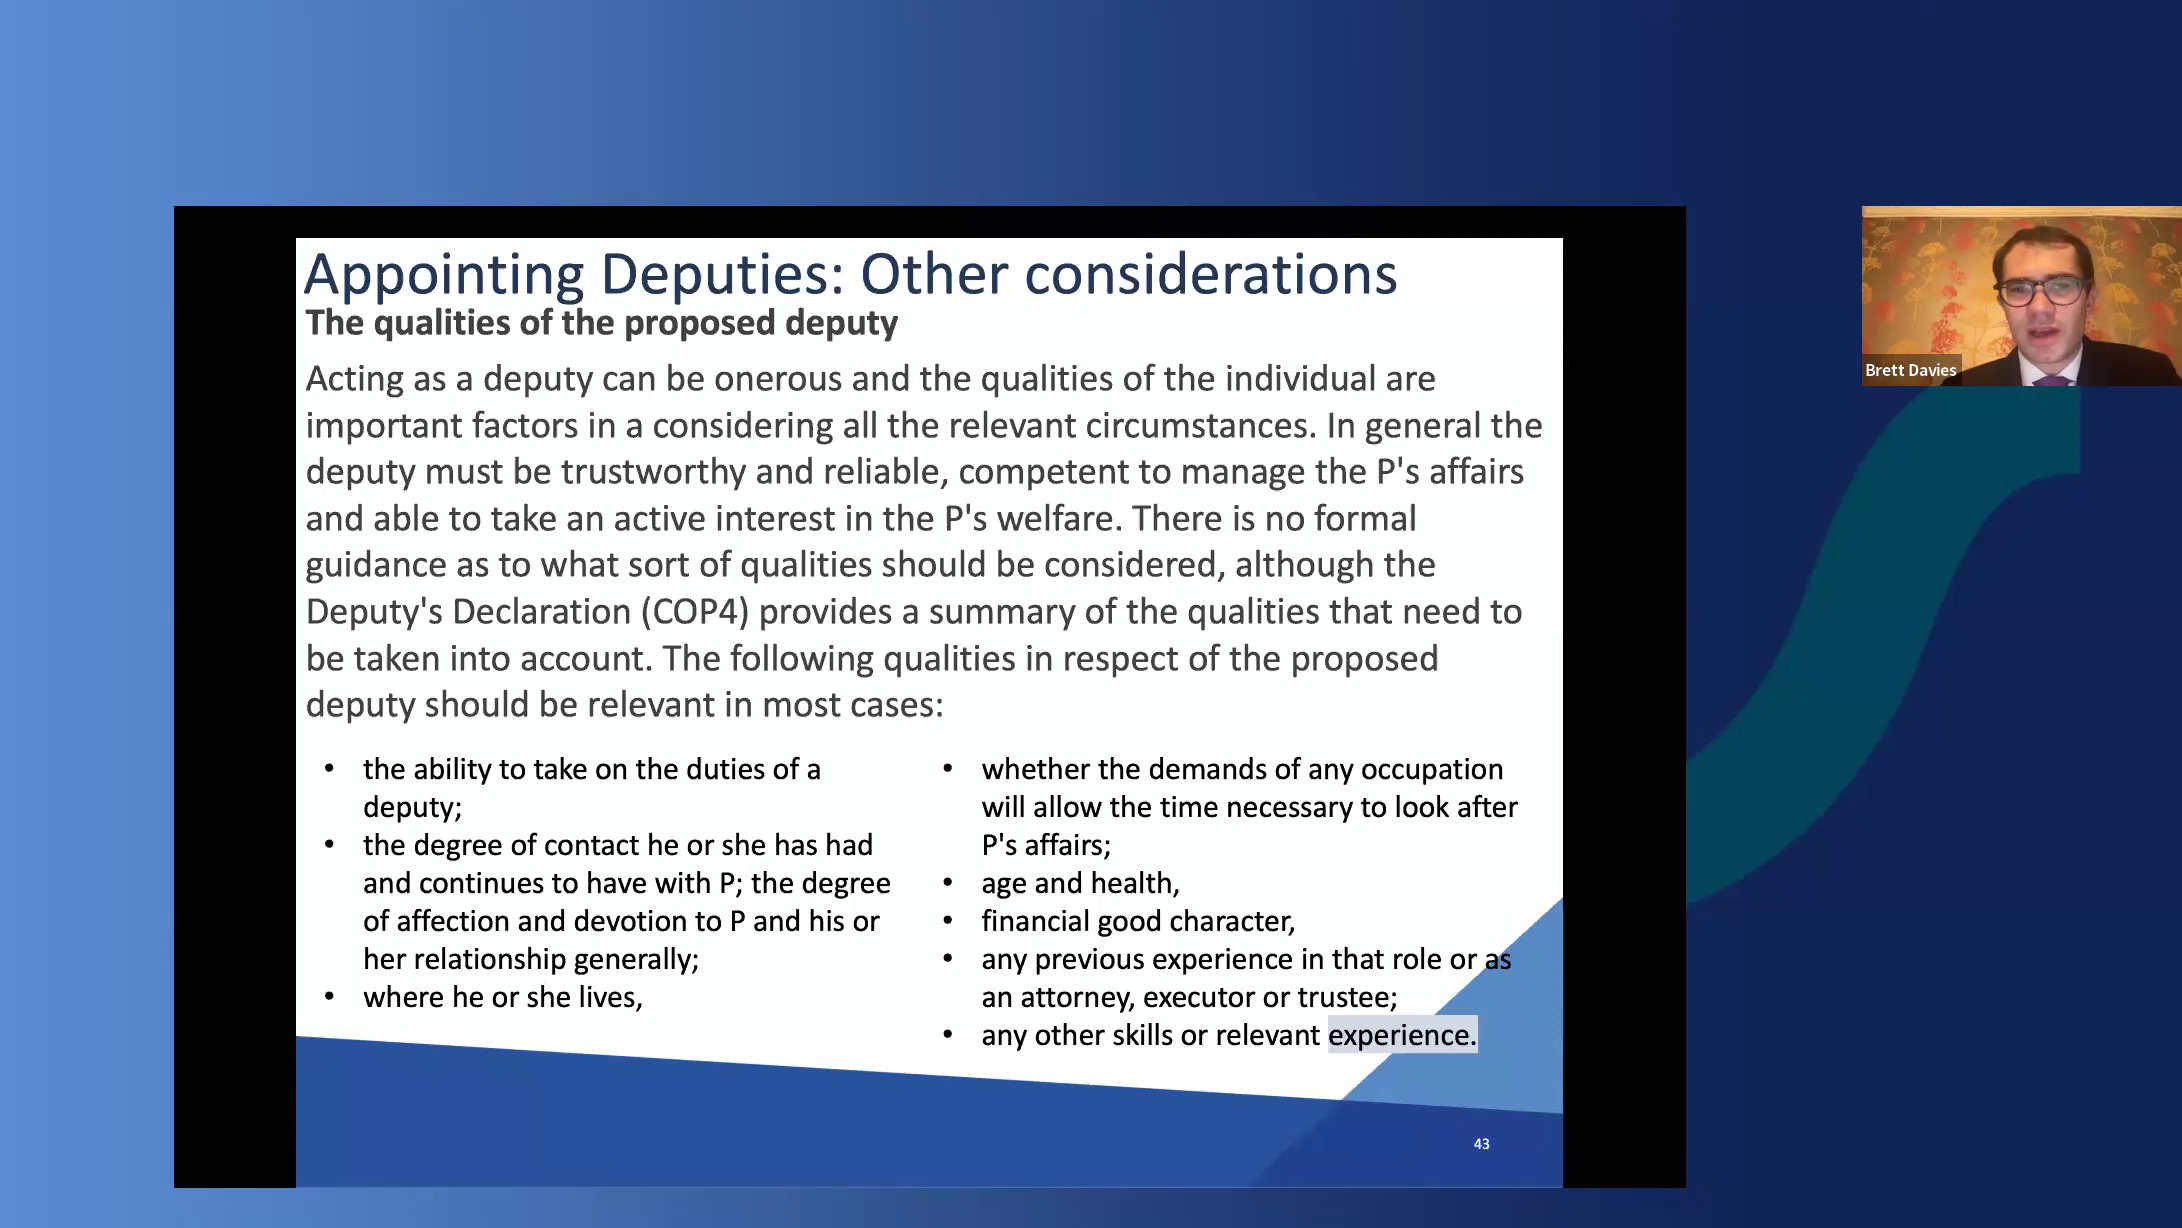 Appointing Deputies: Other considerations
The qualities of the proposed deputy
Acting as a deputy can be onerous and the qualities of the individual are
important factors in a considering all the relevant circumstances. In general the
deputy must be trustworthy and reliable, competent to manage the P's affairs
and able to take an active interest in the P's welfare. There is no formal
guidance as to what sort of qualities should be considered, although the
Deputy's Declaration (COP4) provides a summary of the qualities that need to
be taken into account. The following qualities in respect of the proposed
deputy should be relevant in most cases:
• the ability to take on the duties of a
deputy;
• the degree of contact he or she has had
and continues to have with P; the degree
of affection and devotion to P and his or
her relationship generally;
• where he or she lives,
• whether the demands of any occupation
will allow the time necessary to look after
P's affairs;
• age and health,
• financial good character,
• any previous experience in that role or as
an attorney, executor or trustee;
• any other skills or relevant experience.
43
Brett Davies